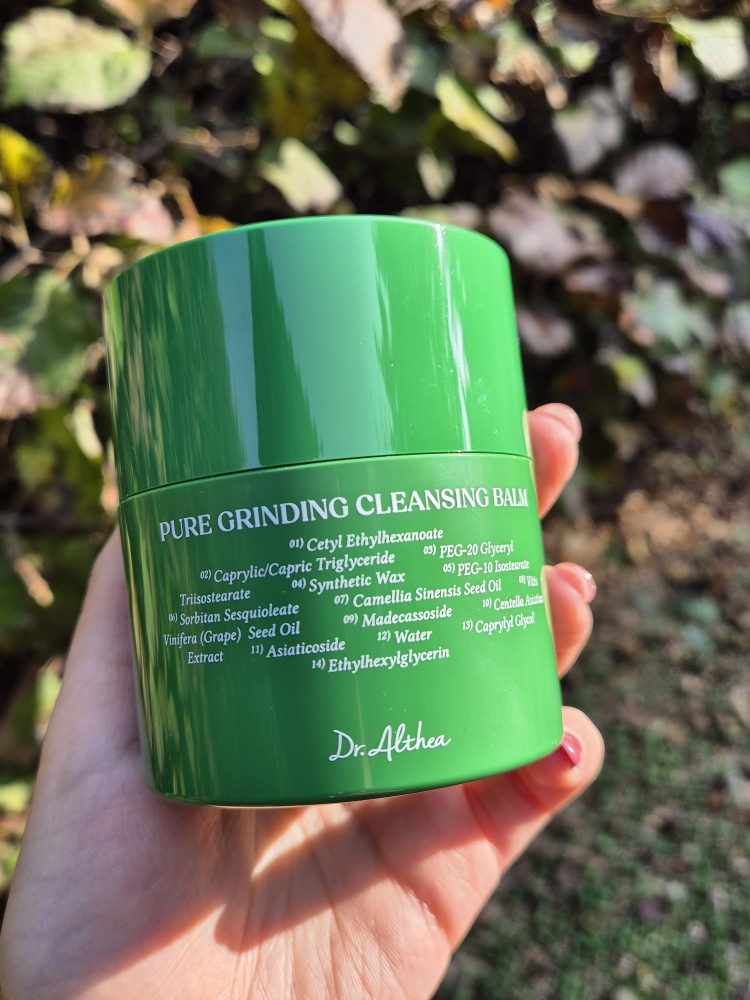 PURE GRINDING CLEANSING BALM
01) Cetyl Ethylhexanoate
02) Caprylic/Capric Triglyceride 03) PEG-20 Glyceryl
Triisostearate 04) Synthetic Wax 05) PEG-10 Isostearate
06) Sorbitan Sesquioleate 07) Camellia Sinensis Seed Oil 08) Vitis
Vinifera (Grape) Seed Oil 09) Madecassoside 10) Centella Asiatica
Extract 11) Asiaticoside 12) Water 13) Caprylyl Glycol
14) Ethylhexylglycerin
Dr. Althea